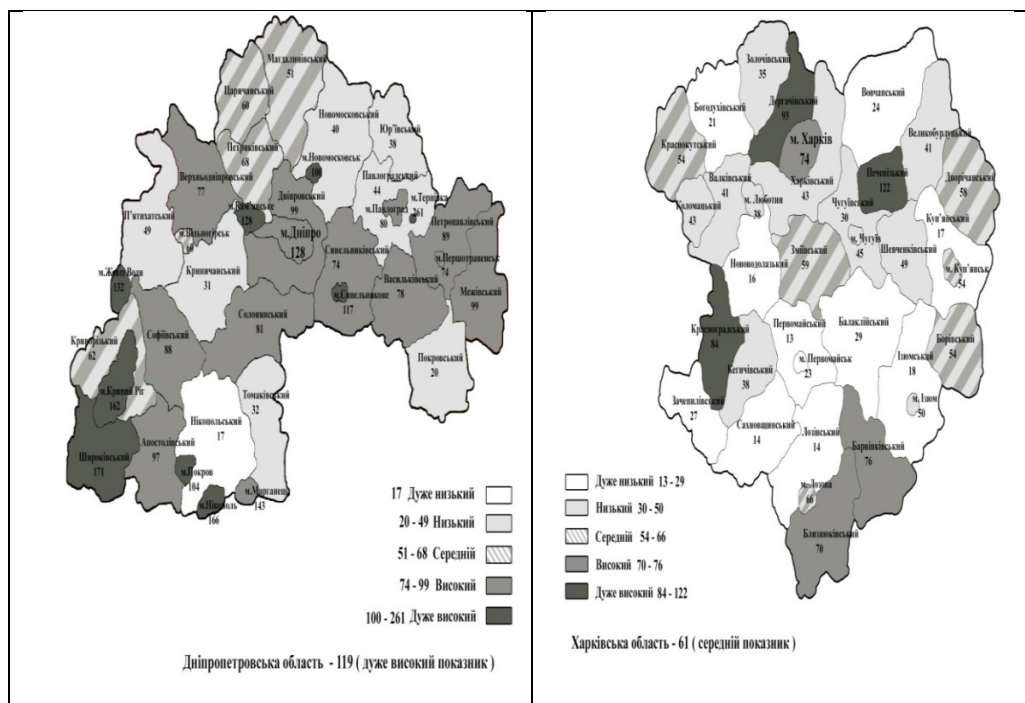 Магдалинівський
51
Царичанський
60
Новомосковський
40
Юр'ївський
38
Петриківський
68
м.Новомосковськ
100
Верхньодніпровський
77
Дніпровський
99
Павлоградський
44
м.Тернівка
261
м.Павлоград
80
м.Кам'янське
128
П'ятихатський
49
м.Вільногірськ
60
м.Дніпро
128
Синельниківський
74
Петропавлівський
89
м.Першотравенськ
74
Васильківський
78
Межівський
99
м.Жовті Води
132
Криничанський
31
м.Синельникове
117
Солонянський
81
Софіївський
88
Криворізький
62
м.Кривий Ріг
162
Покровський
20
Томаківський
32
Нікопольський
17
Широківський
171
Апостолівський
97
м.Покров
104
м.Нікополь
166
м.Марганець
143
17 Дуже низький
20 - 49 Низький
51 - 68 Середній
74 - 99 Високий
100 - 261 Дуже високий
Дніпропетровська область - 119 ( дуже високий показник )
Золочівський
35
Дергачівський
93
Вовчанський
24
Богодухівський
21
м. Харків
74
Великобурлуцький
41
Краснокутський
54
Печенізький
122
Дворічанський
58
Валківський
41
Харківський
43
м. Люботин
38
Чугуївський
30
Коломацький
43
Куп'янський
17
м. Чугуїв
45
Зміївський
59
Шевченківський
49
м. Куп'янськ
54
Нововодолазький
16
Красноградський
84
Первомайський
13
Балаклійський
29
Борівський
54
Ізюмський
18
м. Первомайськ
23
Кегичівський
38
Зачепилівський
27
м. Ізюм
50
Сахновщинський
14
Лозівський
14
Барвінківський
76
м. Лозова
66
Близнюківський
70
Дуже низький 13 - 29
Низький 30 - 50
Середній 54 - 66
Високий 70 - 76
Дуже високий 84 - 122
Харківська область - 61 ( середній показник )